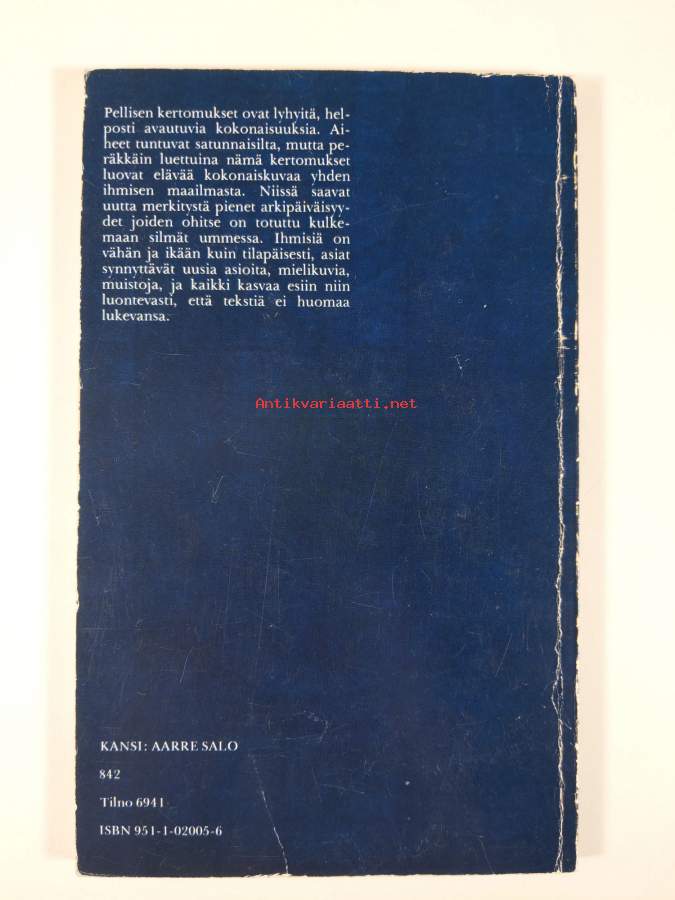 Pellisen kertomukset ovat lyhyitä, hel-
posti avautuvia kokonaisuuksia. Ai-
heet tuntuvat satunnaisilta, mutta pe-
räkkäin luettuina nämä kertomukset
luovat elävää kokonaiskuvaa yhden
ihmisen maailmasta. Niissä saavat
uutta merkitystä pienet arkipäiväisyy-
det joiden ohitse on totuttu kulke-
maan silmät ummessa. Ihmisiä on
vähän ja ikään kuin tilapäisesti, asiat
synnyttävät uusia asioita, mielikuvia,
muistoja, ja kaikki kasvaa esiin niin
luontevasti, että tekstiä ei huomaa
lukevansa.
Antikvariaatti.net
KANSI: AARRE SALO
842
Tilno 6941
ISBN 951-1-02005-6